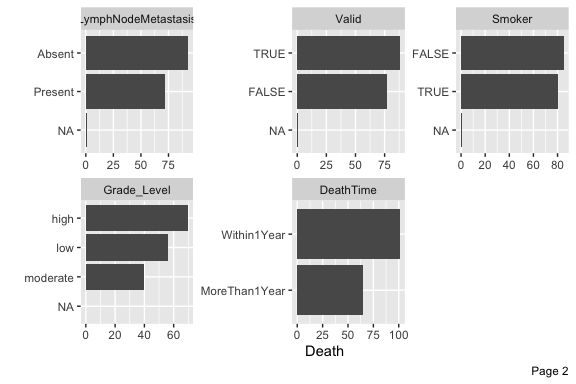 LymphNodeMetastasis
Absent
Present
NA
0 25 50 75
Valid
TRUE
FALSE
NA
0 25 50 75
Smoker
FALSE
TRUE
NA
0 20 40 60 80
Grade_Level
high
low
moderate
NA
0 20 40 60
DeathTime
Within1Year
MoreThan1Year
0 25 50 75 100
Death
Page 2